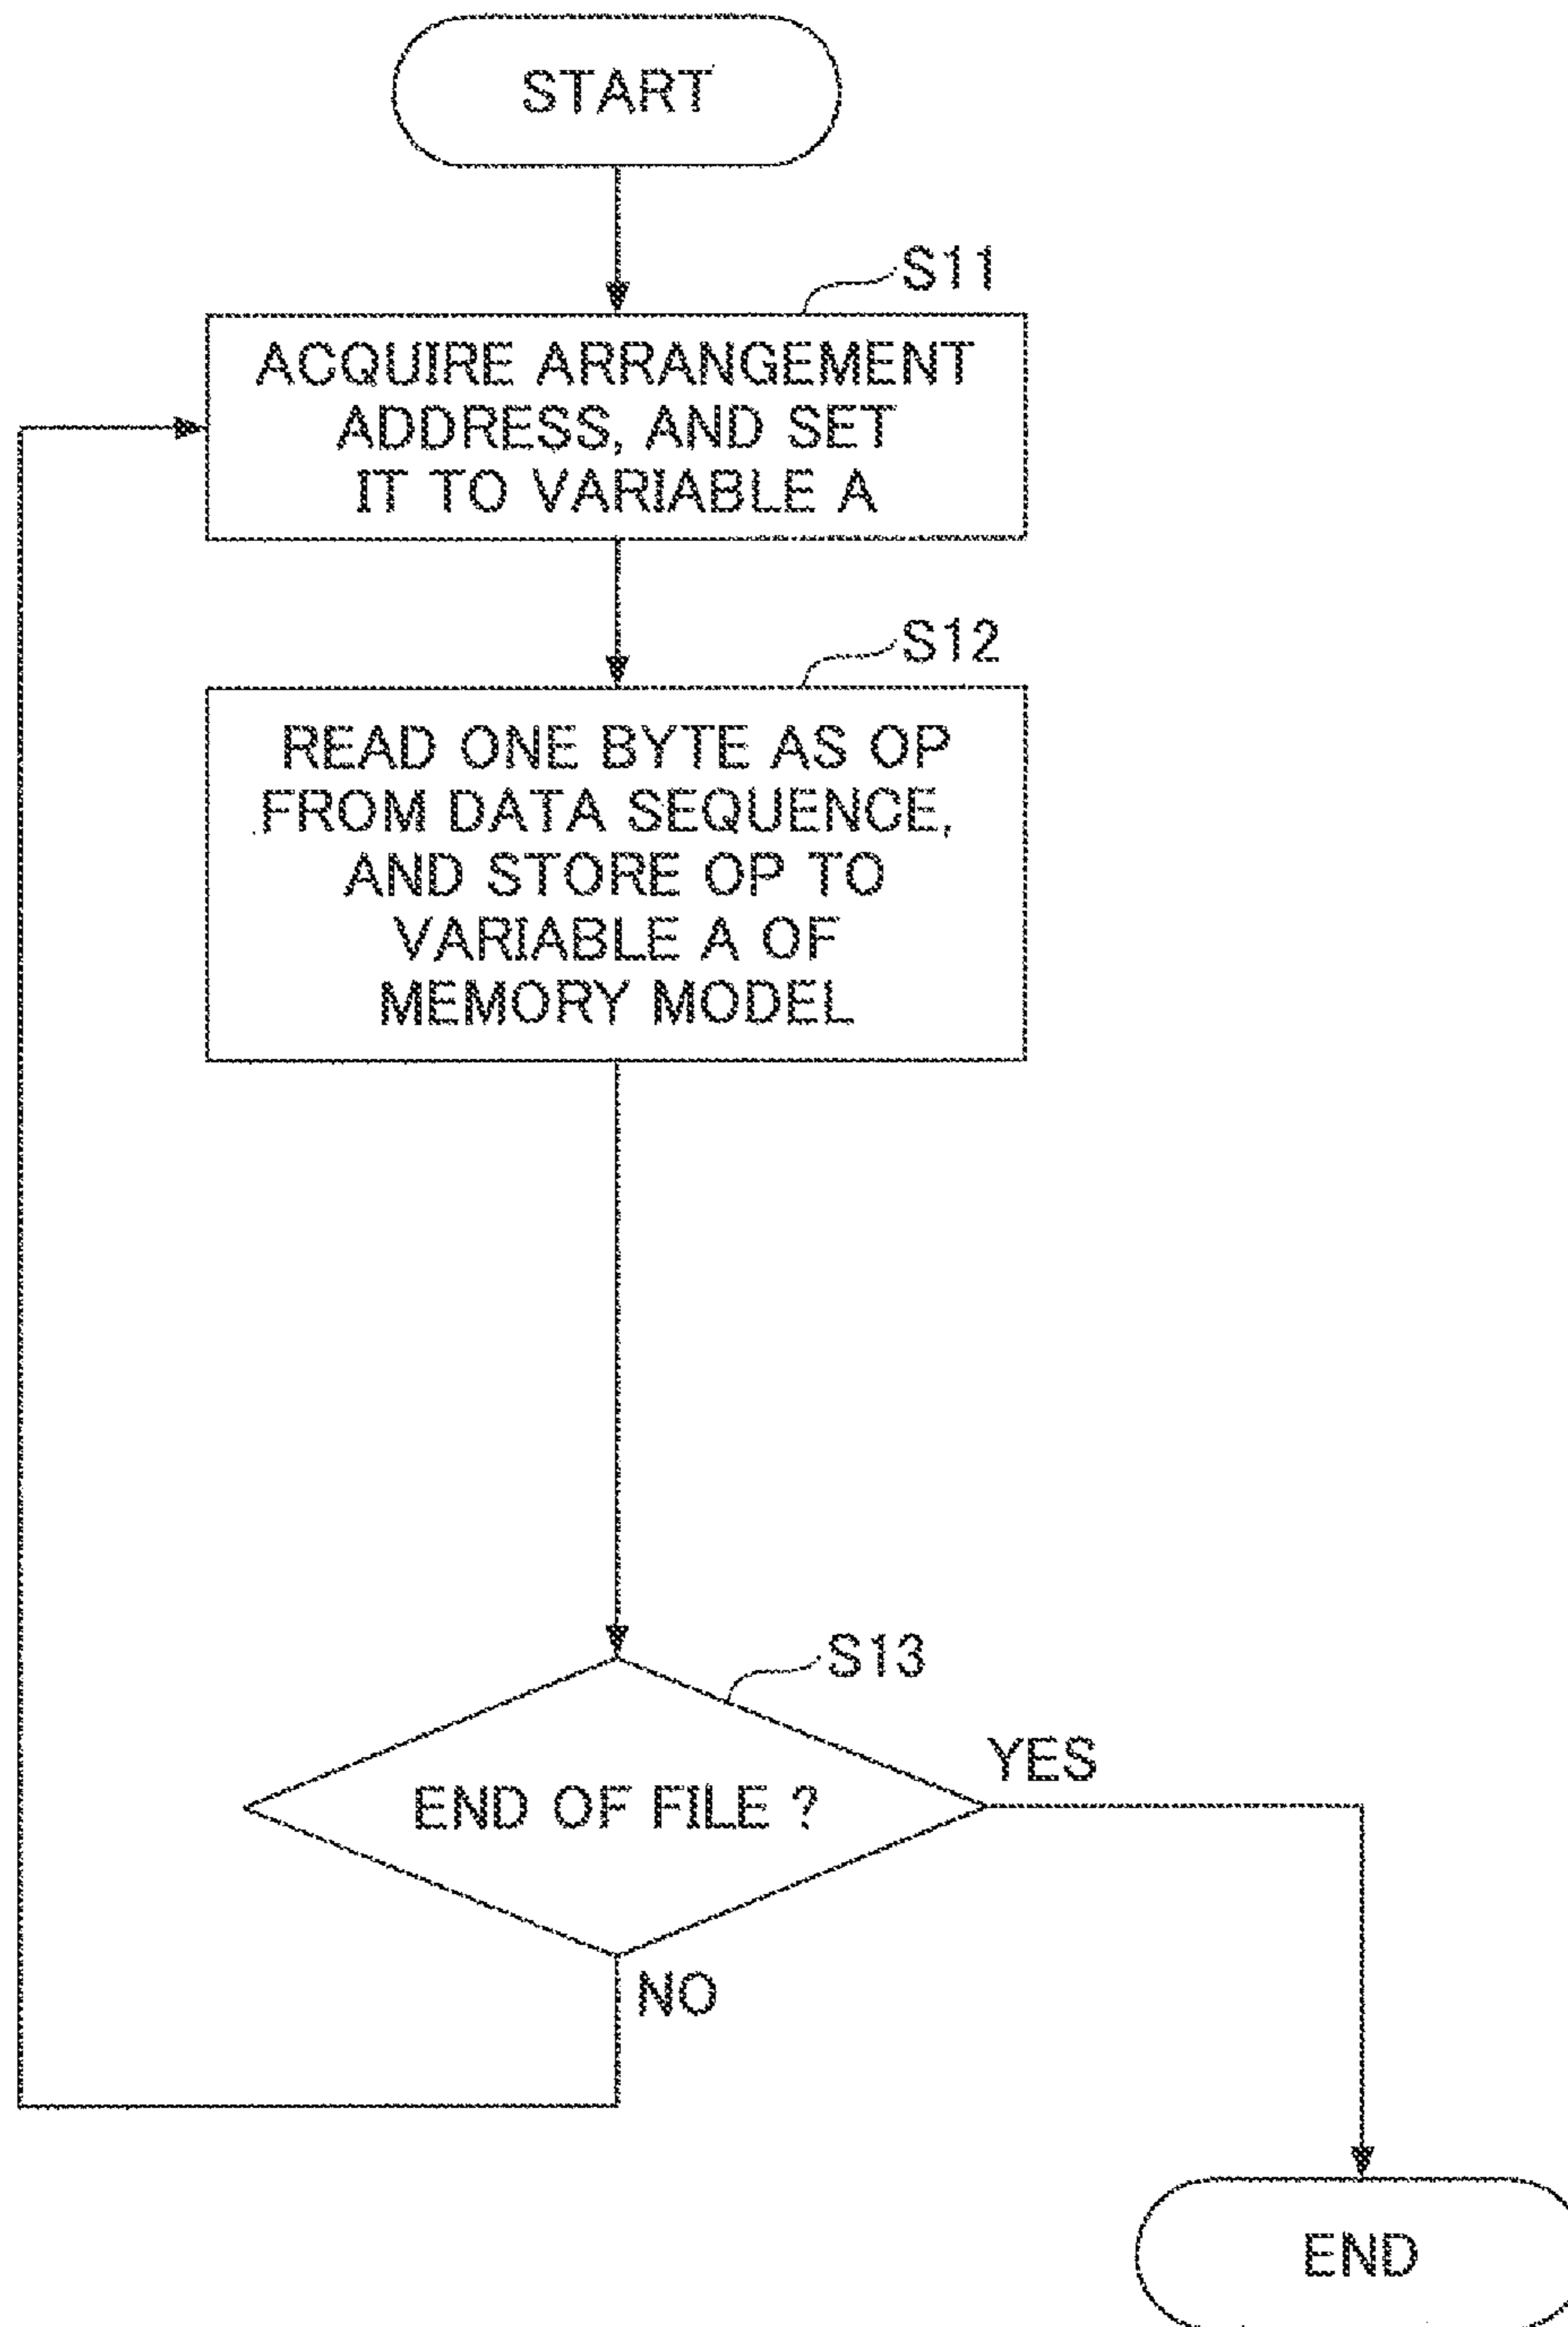 START
S11
ACQUIRE ARRANGEMENT
ADDRESS, AND SET
IT TO VARIABLE A
S12
READ ONE BYTE AS OP
FROM DATA SEQUENCE,
AND STORE OP TO
VARIABLE A OF
MEMORY MODEL
S13
YES
END OF FILE ?
NO
END